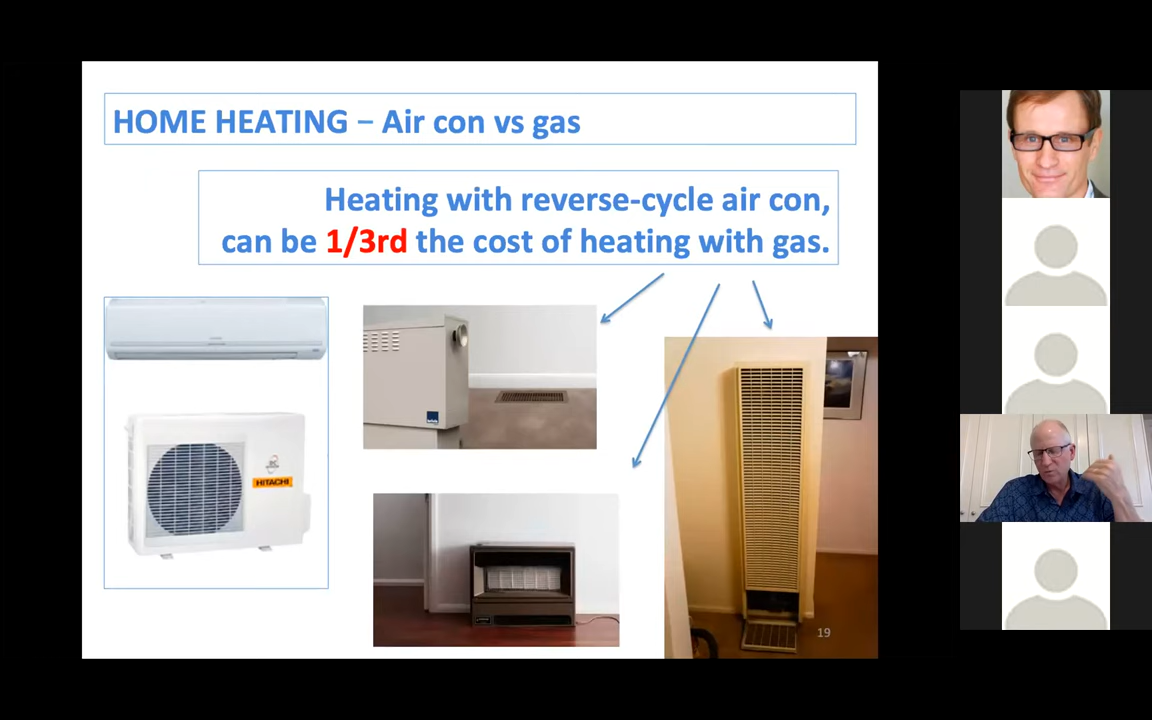 HOME HEATING – Air con vs gas
Heating with reverse-cycle air con,
can be 1/3rd the cost of heating with gas.
HITACHI
19